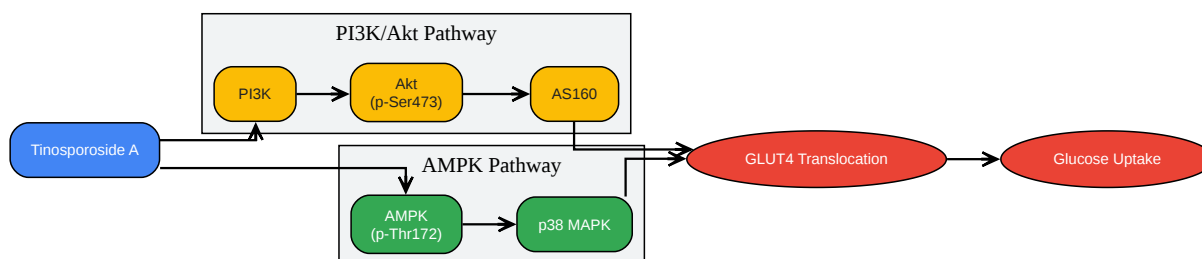 PI3K/Akt Pathway
PI3K
Akt
(p-Ser473)
AS160
Tinosporoside A
AMPK Pathway
AMPK
(p-Thr172)
p38 MAPK
GLUT4 Translocation
Glucose Uptake